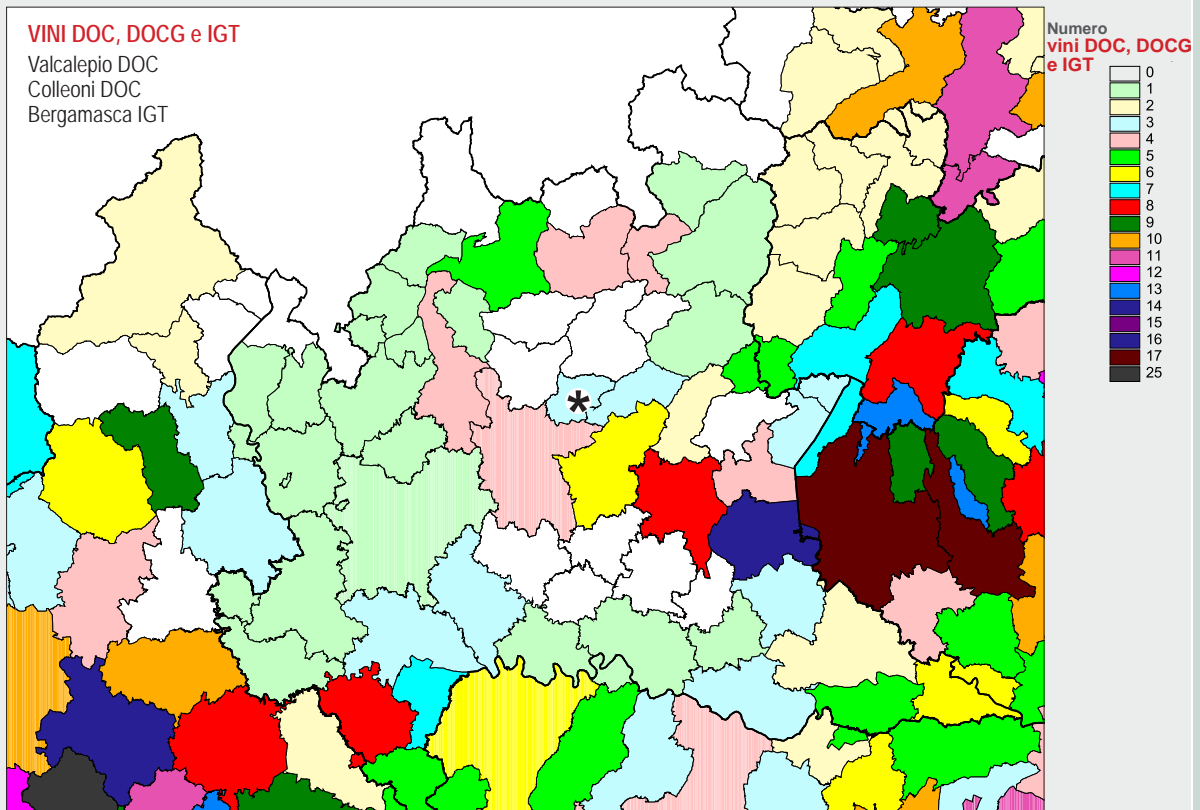 VINI DOC, DOCG e IGT
Valcalepio DOC
Colleoni DOC
Bergamasca IGT
*
Numero
vini DOC, DOCG
e IGT
0
1
2
3
4
5
6
7
8
9
10
11
12
13
14
15
16
17
25